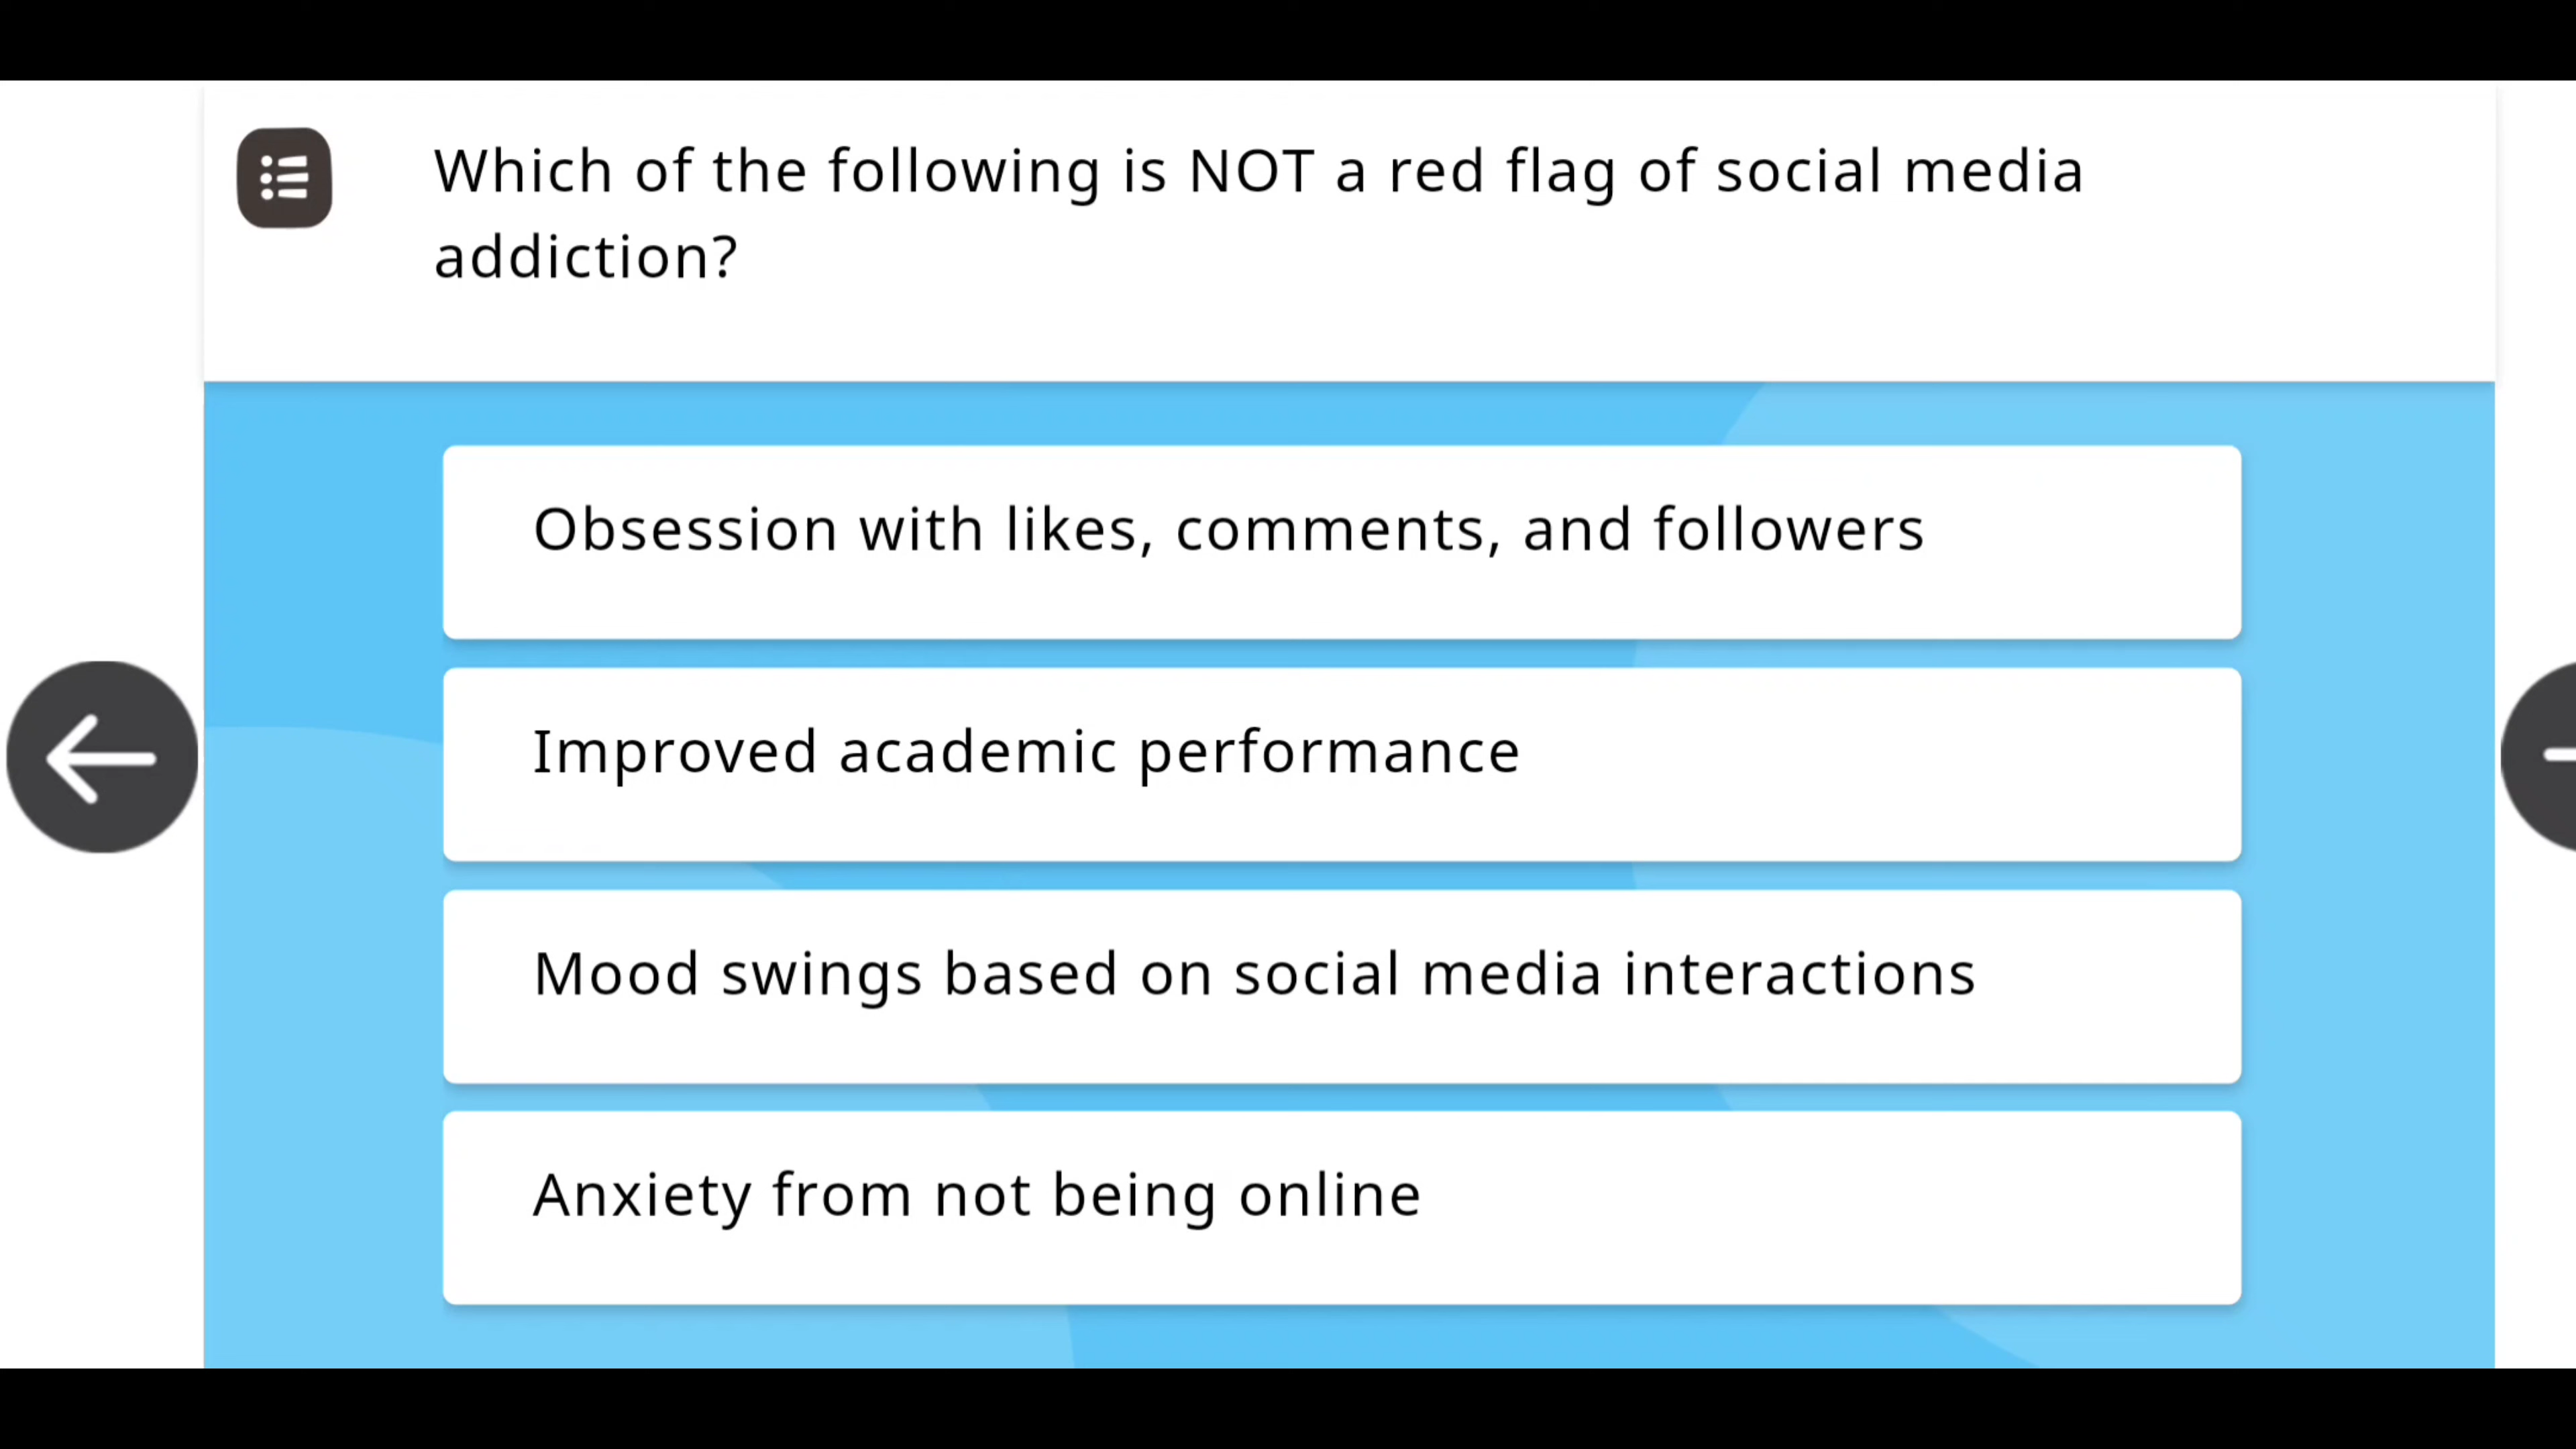 Which of the following is NOT a red flag of social media
addiction?
Obsession with likes, comments, and followers
Improved academic performance
Mood swings based on social media interactions
Anxiety from not being online